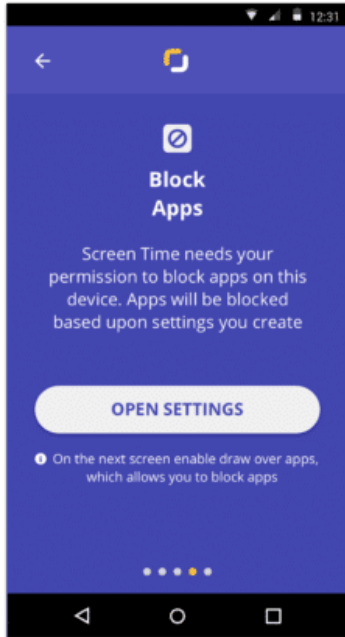 12:31
Block
Apps
Screen Time needs your
permission to block apps on this
device. Apps will be blocked
based upon settings you create
OPEN SETTINGS
On the next screen enable draw over apps,
which allows you to block apps